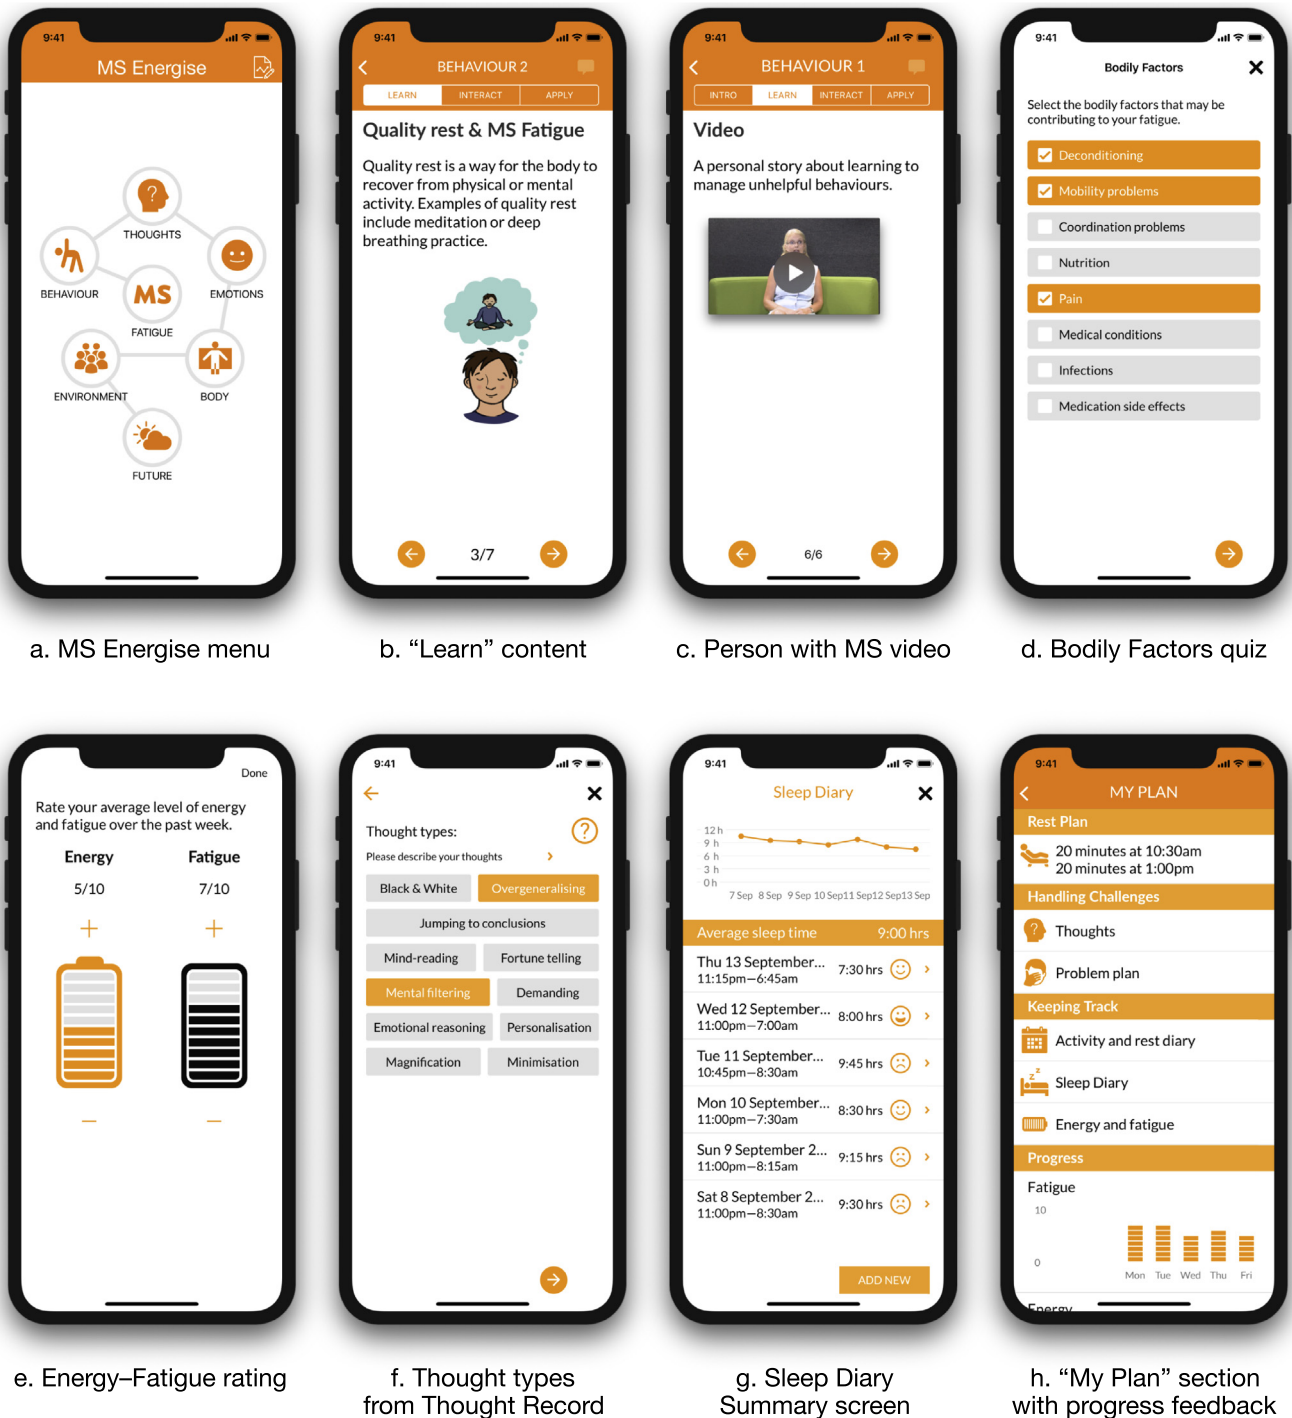 9:41
MS Energise
THOUGHTS
BEHAVIOUR
EMOTIONS
MS
FATIGUE
ENVIRONMENT
BODY
FUTURE
a. MS Energise menu
9:41
BEHAVIOUR 2
LEARN INTERACT APPLY
Quality rest & MS Fatigue
Quality rest is a way for the body to
recover from physical or mental
activity. Examples of quality rest
include meditation or deep
breathing practice.
3/7
b. “Learn” content
9:41
BEHAVIOUR 1
INTRO LEARN INTERACT APPLY
Video
A personal story about learning to
manage unhelpful behaviours.
6/6
c. Person with MS video
9:41
Bodily Factors
Select the bodily factors that may be
contributing to your fatigue.
Deconditioning
Mobility problems
Coordination problems
Nutrition
Pain
Medical conditions
Infections
Medication side effects
d. Bodily Factors quiz
Done
Rate your average level of energy
and fatigue over the past week.
Energy Fatigue
5/10 7/10
e. Energy–Fatigue rating
9:41
Thought types:
?
Please describe your thoughts
Black & White Overgeneralising
Jumping to conclusions
Mind-reading Fortune telling
Mental filtering Demanding
Emotional reasoning Personalisation
Magnification Minimisation
f. Thought types
from Thought Record
9:41
Sleep Diary
12 h
9 h
6 h
3 h
0 h
7 Sep 8 Sep 9 Sep 10 Sep11 Sep12 Sep13 Sep
Average sleep time 9:00 hrs
Thu 13 September... 7:30 hrs
11:15pm—6:45am
Wed 12 September... 8:00 hrs
11:00pm—7:00am
Tue 11 September... 9:45 hrs
10:45pm—8:30am
Mon 10 September... 8:30 hrs
11:00pm—7:30am
Sun 9 September 2... 9:15 hrs
11:00pm—8:15am
Sat 8 September 2... 9:30 hrs
11:00pm—8:30am
ADD NEW
g. Sleep Diary
Summary screen
9:41
MY PLAN
Rest Plan
20 minutes at 10:30am
20 minutes at 1:00pm
Handling Challenges
Thoughts
Problem plan
Keeping Track
Activity and rest diary
Sleep Diary
Energy and fatigue
Progress
Fatigue
10
0
Mon Tue Wed Thu Fri
Energy
h. “My Plan” section
with progress feedback